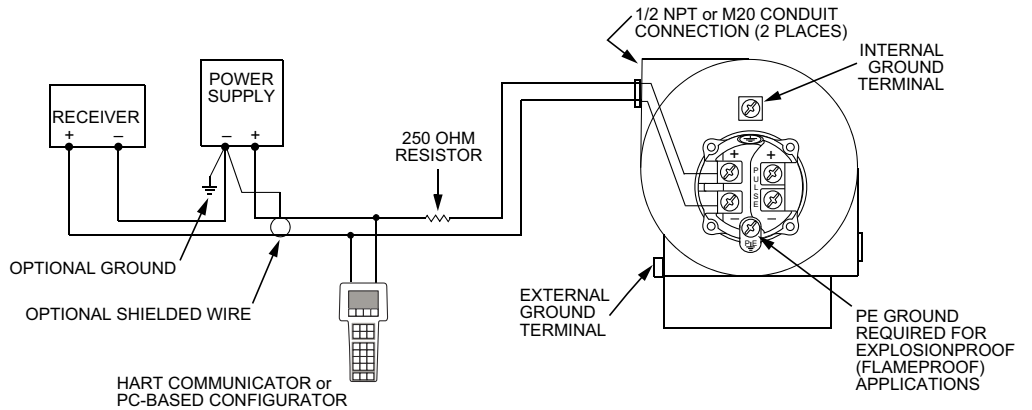 1/2 NPT or M20 CONDUIT
CONNECTION (2 PLACES)
INTERNAL
GROUND
TERMINAL
POWER
SUPPLY
– +
RECEIVER
+ –
250 OHM
RESISTOR
+ +
PULSE
– –
PE
OPTIONAL GROUND
OPTIONAL SHIELDED WIRE
EXTERNAL
GROUND
TERMINAL
PE GROUND
REQUIRED FOR
EXPLOSIONPROOF
(FLAMEPROOF)
APPLICATIONS
HART COMMUNICATOR or
PC-BASED CONFIGURATOR